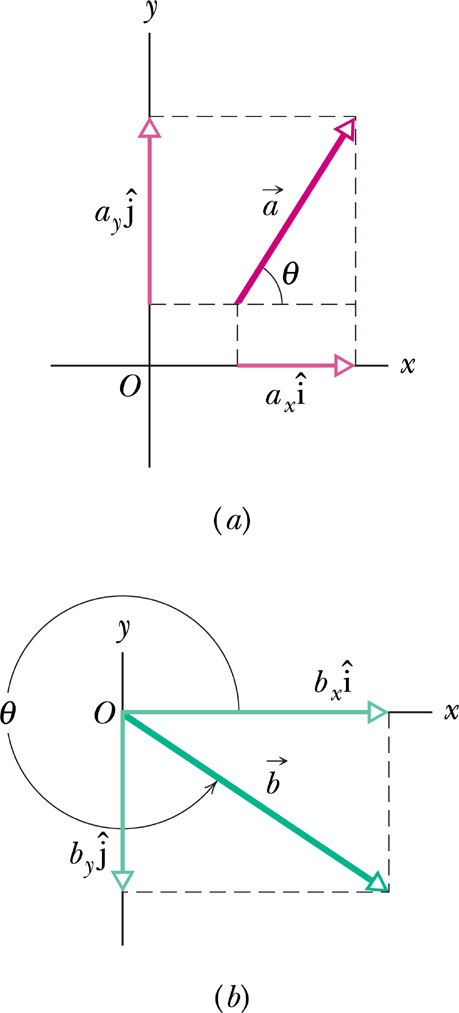 y
a⃗
a_y ĵ
θ
x
O
a_x î
(a)
y
b_x î
θ
O
x
b⃗
b_y ĵ
(b)